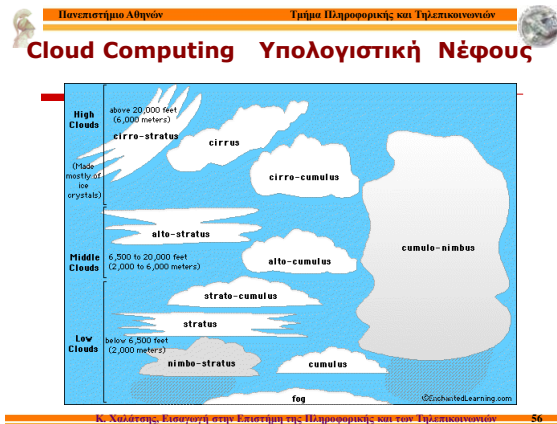 Πανεπιστήμιο Αθηνών Τμήμα Πληροφορικής και Τηλεπικοινωνιών
Cloud Computing Υπολογιστική Νέφους
High
Clouds
above 20,000 feet
(6,000 meters)
cirro-stratus
cirrus
(Made
mostly of
ice
crystals)
cirro-cumulus
alto-stratus
cumulo-nimbus
Middle
Clouds
6,500 to 20,000 feet
(2,000 to 6,000 meters)
alto-cumulus
strato-cumulus
stratus
Low
Clouds
below 6,500 feet
(2,000 meters)
nimbo-stratus
cumulus
fog
©EnchantedLearning.com
Κ. Χαλάτσης, Εισαγωγή στην Επιστήμη της Πληροφορικής και των Τηλεπικοινωνιών 56